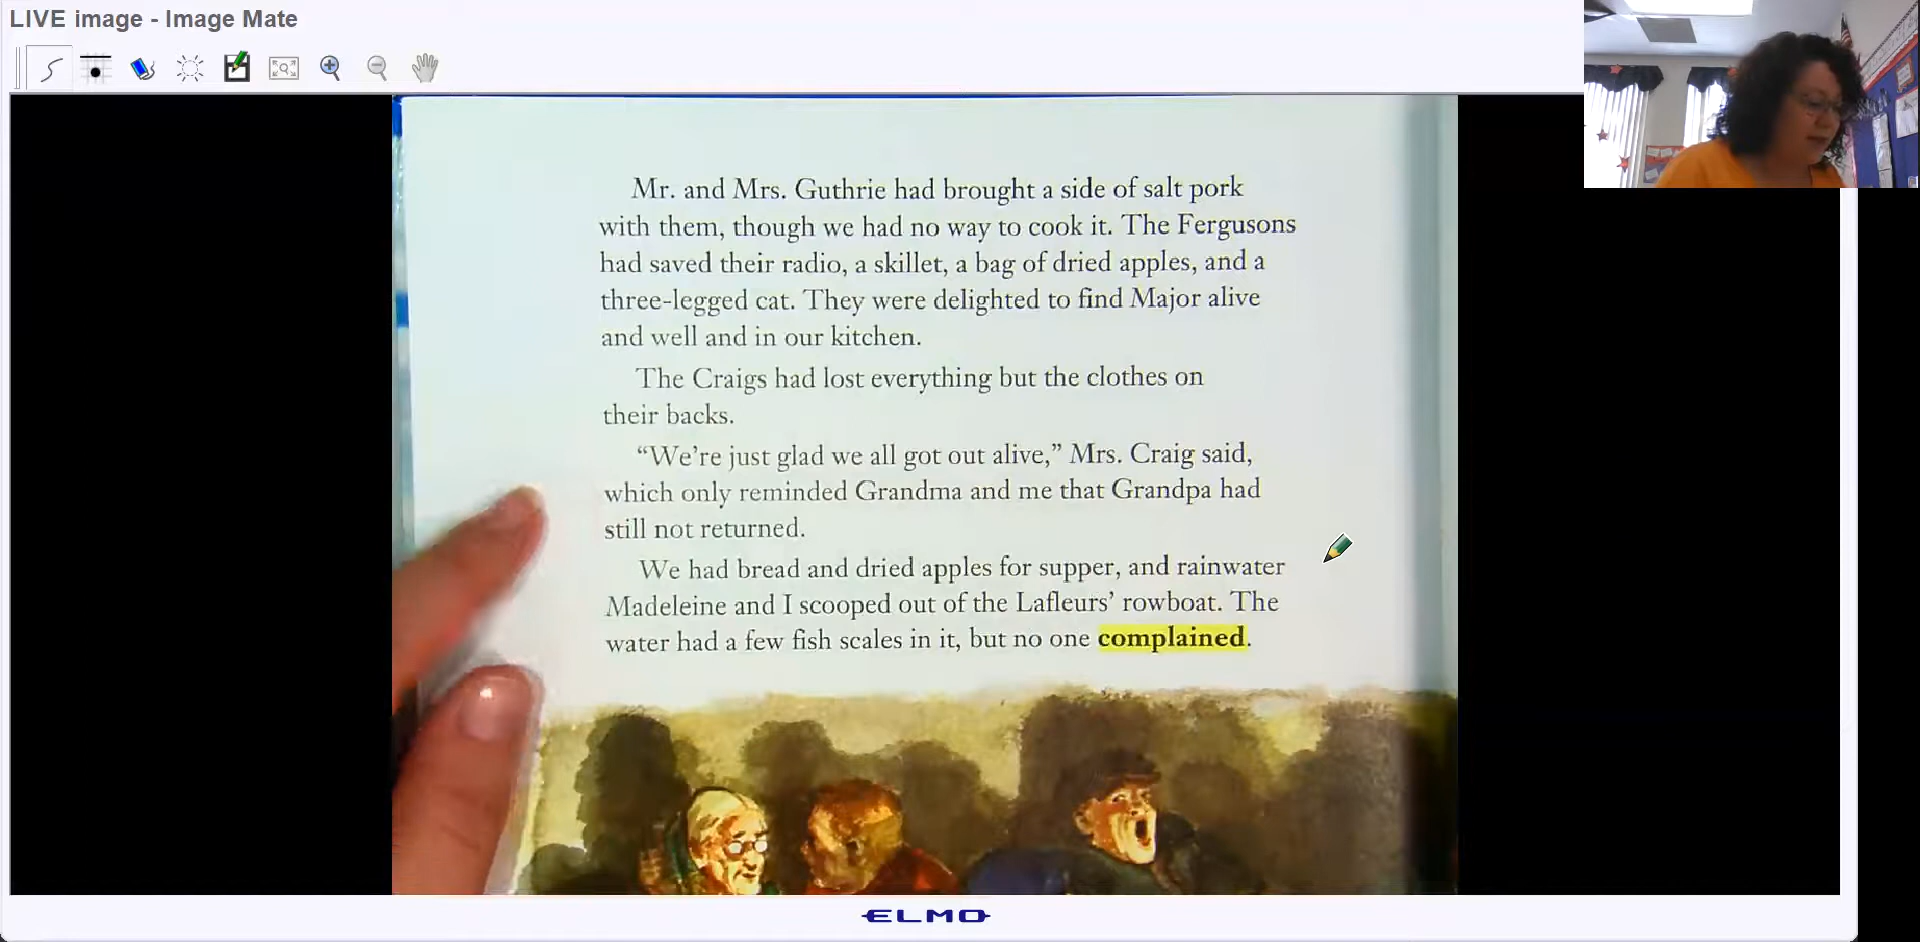 LIVE image - Image Mate
Mr. and Mrs. Guthrie had brought a side of salt pork
with them, though we had no way to cook it. The Fergusons
had saved their radio, a skillet, a bag of dried apples, and a
three-legged cat. They were delighted to find Major alive
and well and in our kitchen.
The Craigs had lost everything but the clothes on
their backs.
“We’re just glad we all got out alive,” Mrs. Craig said,
which only reminded Grandma and me that Grandpa had
still not returned.
We had bread and dried apples for supper, and rainwater
Madeleine and I scooped out of the Lafleurs’ rowboat. The
water had a few fish scales in it, but no one complained.
ELMO